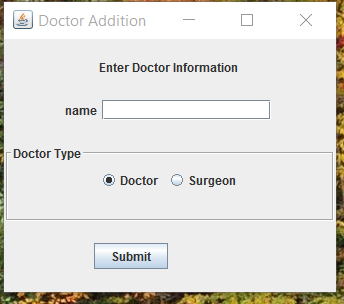 Doctor Addition
Enter Doctor Information
name
Doctor Type
Doctor Surgeon
Submit